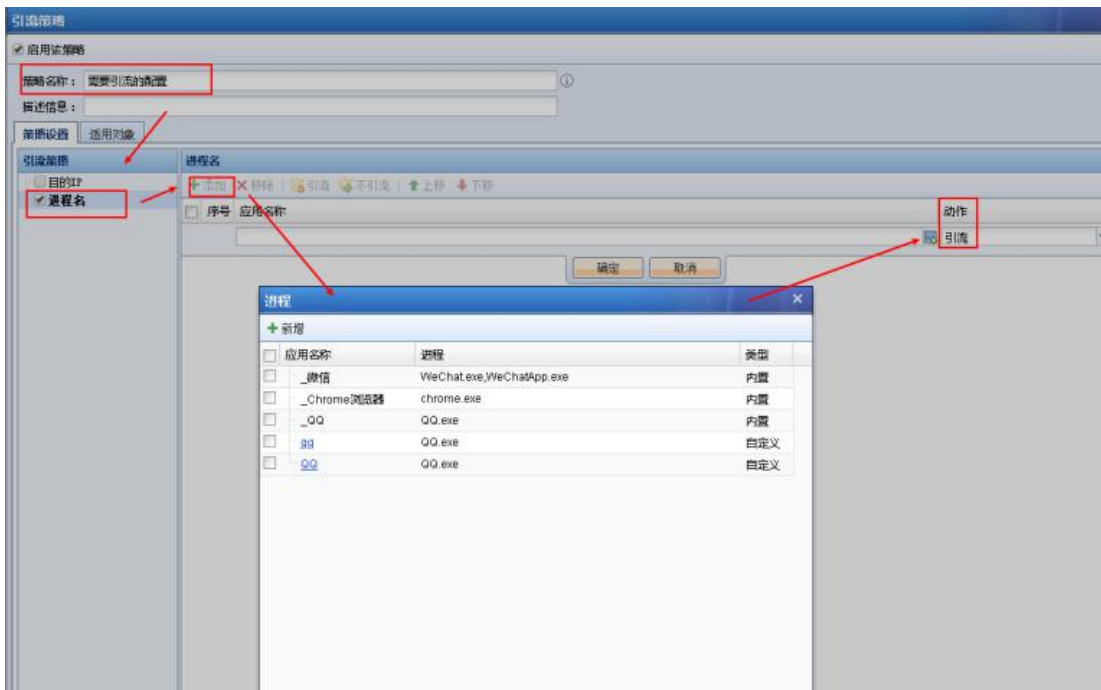 引流策略
启用该策略
策略名称： 需要引流的配置
描述信息：
策略设置 适用对象
引流策略 进程名
目的IP 添加 移除 引流 不引流 上移 下移
进程名 序号 应用名称 动作
引流
确定 取消
进程
新增
应用名称 进程 类型
_微信 WeChat.exe,WeChatApp.exe 内置
_Chrome浏览器 chrome.exe 内置
_QQ QQ.exe 内置
qq QQ.exe 自定义
QQ QQ.exe 自定义